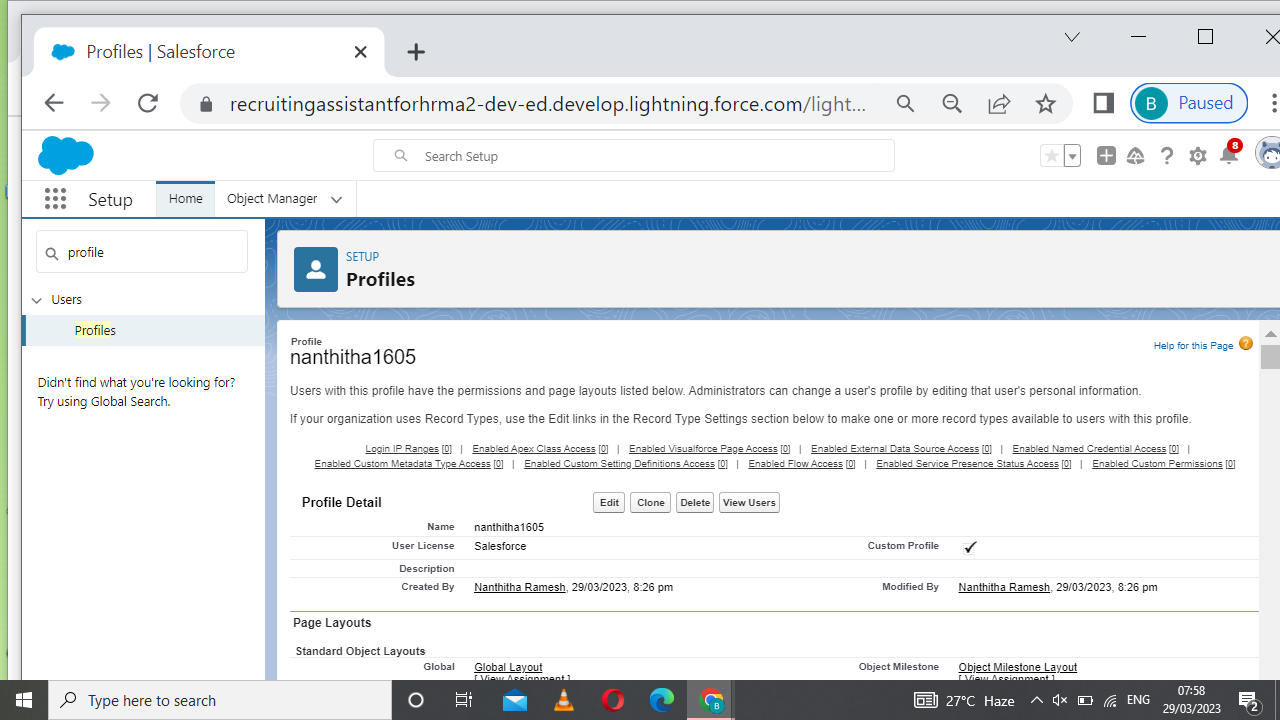 Profiles | Salesforce
recruitingassistantforhrma2-dev-ed.develop.lightning.force.com/light...
B Paused
Search Setup
8
Setup
Home
Object Manager
profile
Users
Profiles
Didn't find what you're looking for?
Try using Global Search.
SETUP
Profiles
Profile
nanthitha1605
Help for this Page
Users with this profile have the permissions and page layouts listed below. Administrators can change a user's profile by editing that user's personal information.
If your organization uses Record Types, use the Edit links in the Record Type Settings section below to make one or more record types available to users with this profile.
Login IP Ranges [0] | Enabled Apex Class Access [0] | Enabled Visualforce Page Access [0] | Enabled External Data Source Access [0] | Enabled Named Credential Access [0] |
Enabled Custom Metadata Type Access [0] | Enabled Custom Setting Definitions Access [0] | Enabled Flow Access [0] | Enabled Service Presence Status Access [0] | Enabled Custom Permissions [0]
Profile Detail Edit Clone Delete View Users
Name nanthitha1605
User License Salesforce Custom Profile
Description
Created By Nanthitha Ramesh, 29/03/2023, 8:26 pm Modified By Nanthitha Ramesh, 29/03/2023, 8:26 pm
Page Layouts
Standard Object Layouts
Global Global Layout Object Milestone Object Milestone Layout
[ View Assignment ] [ View Assignment ]
Type here to search
B
27°C Haze
ENG
07:58
29/03/2023
2